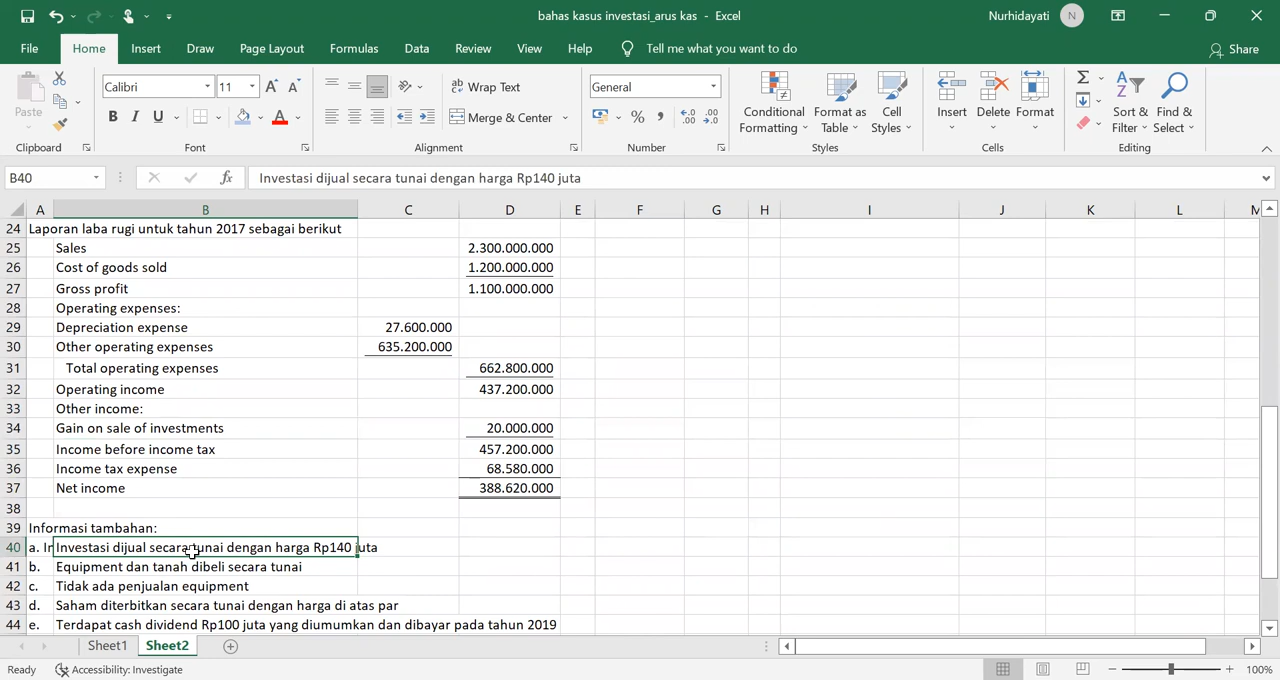 bahas kasus investasi_arus kas - Excel
Nurhidayati
N
File Home Insert Draw Page Layout Formulas Data Review View Help Tell me what you want to do
Share
Paste
Clipboard
Calibri 11
B I U
Font
Wrap Text
Merge & Center
Alignment
General
Number
Conditional Formatting
Format as Table
Cell Styles
Styles
Insert Delete Format
Cells
Sort & Filter
Find & Select
Editing
B40 fx Investasi dijual secara tunai dengan harga Rp140 juta
A B C D E F G H I J K L M
24 Laporan laba rugi untuk tahun 2017 sebagai berikut
25 Sales 2.300.000.000
26 Cost of goods sold 1.200.000.000
27 Gross profit 1.100.000.000
28 Operating expenses:
29 Depreciation expense 27.600.000
30 Other operating expenses 635.200.000
31 Total operating expenses 662.800.000
32 Operating income 437.200.000
33 Other income:
34 Gain on sale of investments 20.000.000
35 Income before income tax 457.200.000
36 Income tax expense 68.580.000
37 Net income 388.620.000
38
39 Informasi tambahan:
40 a. In Investasi dijual secara tunai dengan harga Rp140 juta
41 b. Equipment dan tanah dibeli secara tunai
42 c. Tidak ada penjualan equipment
43 d. Saham diterbitkan secara tunai dengan harga di atas par
44 e. Terdapat cash dividend Rp100 juta yang diumumkan dan dibayar pada tahun 2019
Sheet1 Sheet2
Ready Accessibility: Investigate 100%